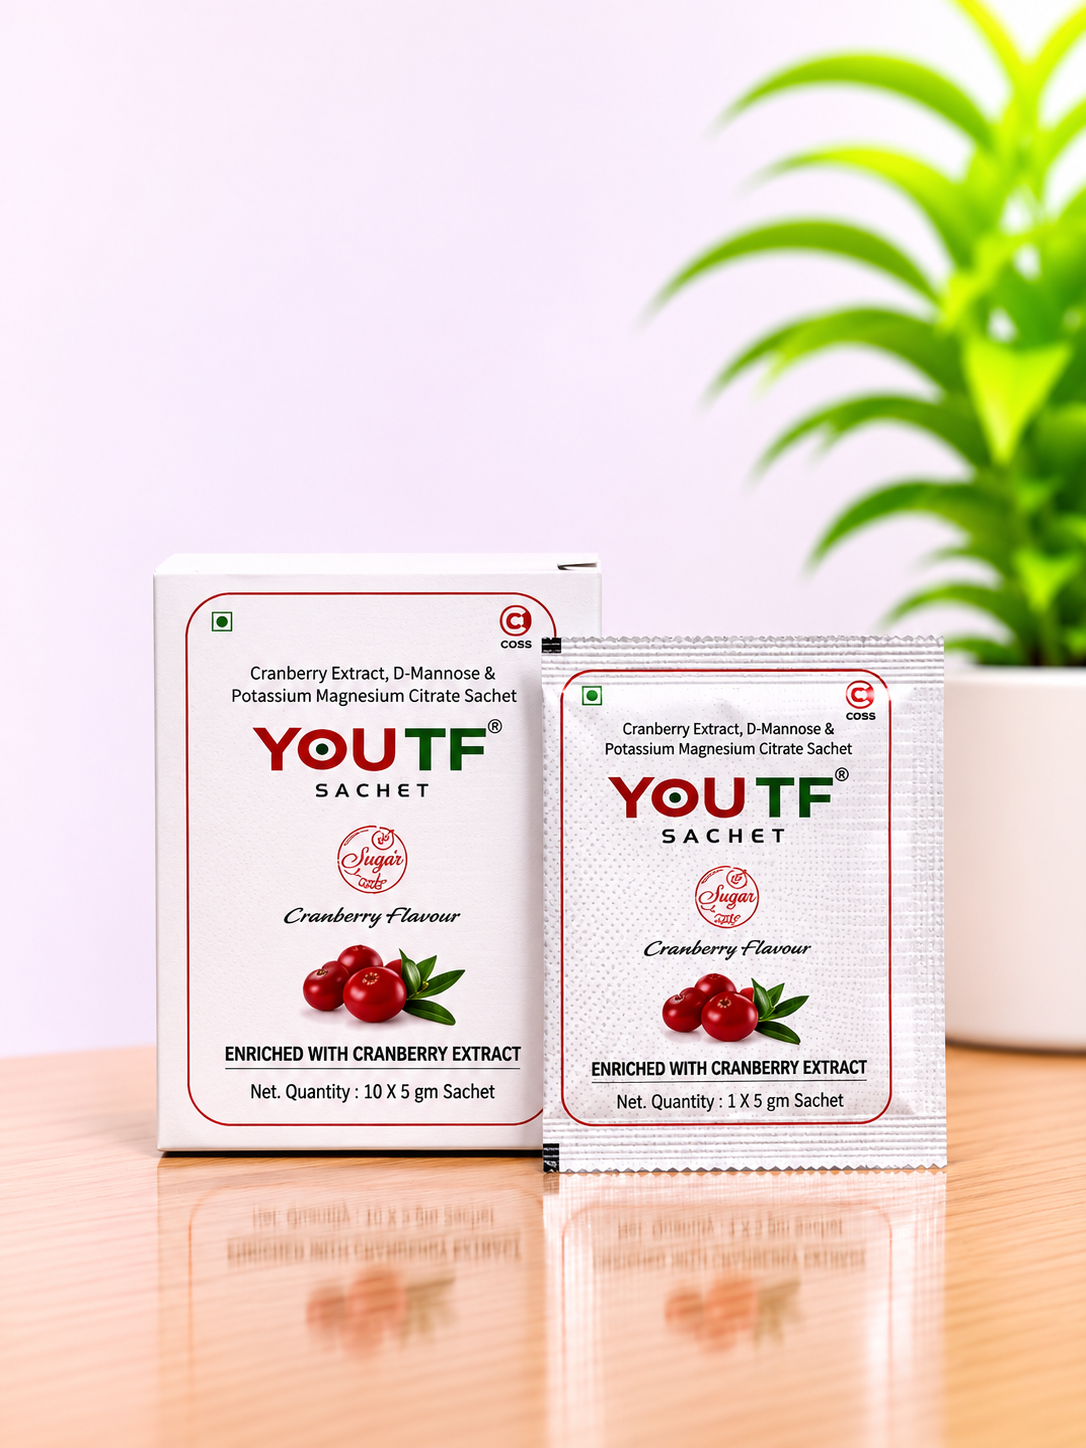 COSS
Cranberry Extract, D-Mannose &
Potassium Magnesium Citrate Sachet
YOUTF®
SACHET
Sugar
Cranberry Flavour
ENRICHED WITH CRANBERRY EXTRACT
Net. Quantity : 10 X 5 gm Sachet
COSS
Cranberry Extract, D-Mannose &
Potassium Magnesium Citrate Sachet
YOUTF®
SACHET
Sugar
Cranberry Flavour
ENRICHED WITH CRANBERRY EXTRACT
Net. Quantity : 1 X 5 gm Sachet